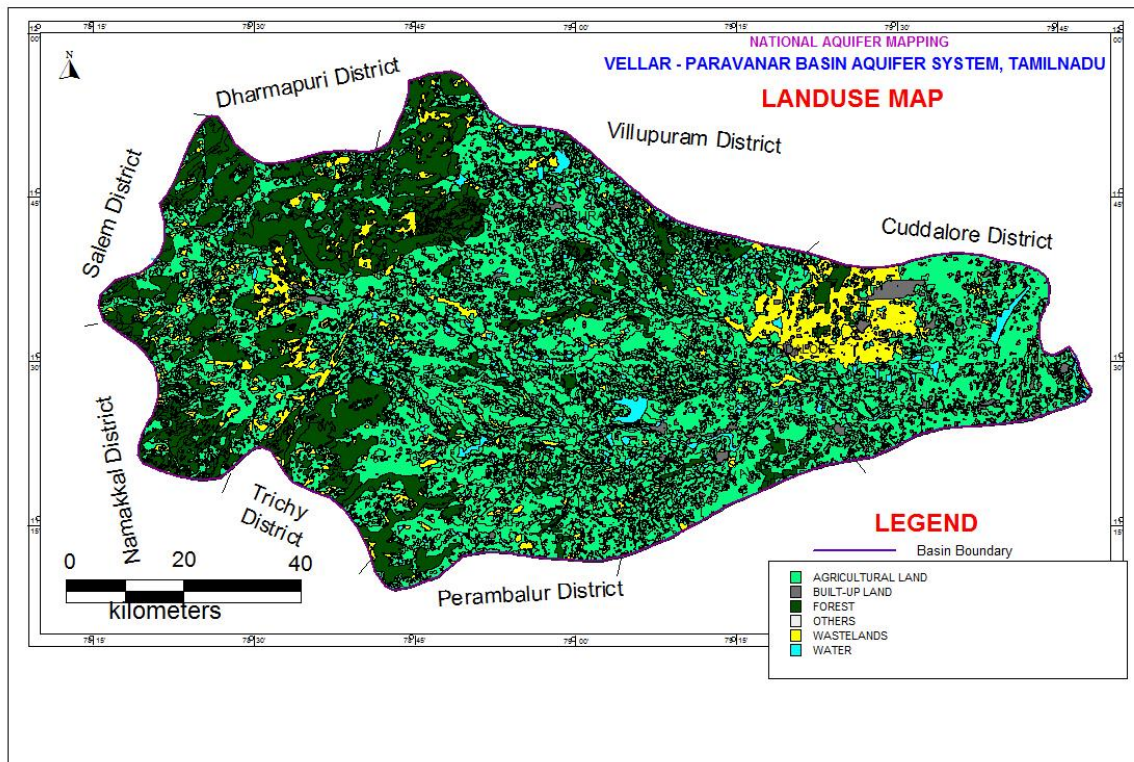 NATIONAL AQUIFER MAPPING
VELLAR - PARAVANAR BASIN AQUIFER SYSTEM, TAMILNADU
LANDUSE MAP
N
Dharmapuri District
Villupuram District
Salem District
Cuddalore District
Namakkal District
Trichy
District
Perambalur District
0 20 40
kilometers
LEGEND
Basin Boundary
AGRICULTURAL LAND
BUILT-UP LAND
FOREST
OTHERS
WASTELANDS
WATER